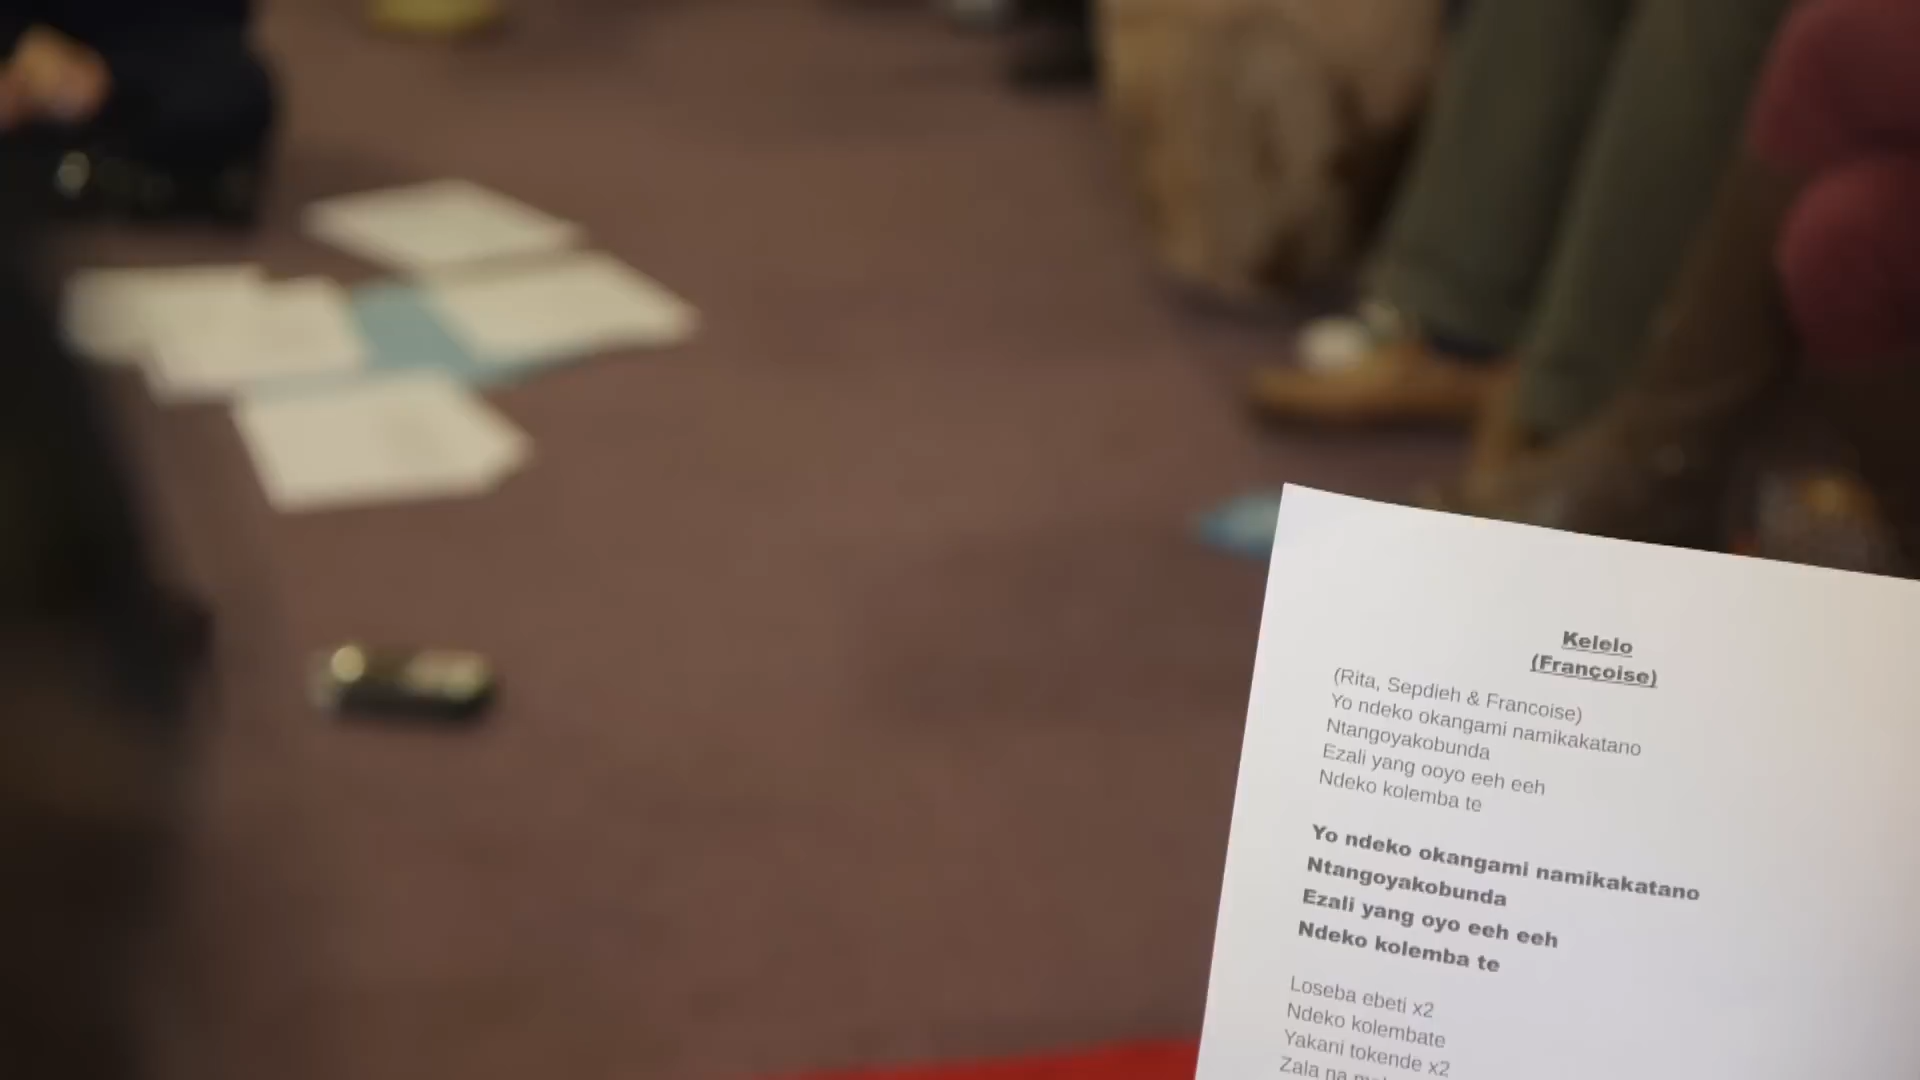 Kelelo
(Françoise)
(Rita, Sepdieh & Francoise)
Yo ndeko okangami namikakatano
Ntangoyakobunda
Ezali yang ooyo eeh eeh
Ndeko kolemba te
Yo ndeko okangami namikakatano
Ntangoyakobunda
Ezali yang oyo eeh eeh
Ndeko kolemba te
Loseba ebeti x2
Ndeko kolembate
Yakani tokende x2
Zala na